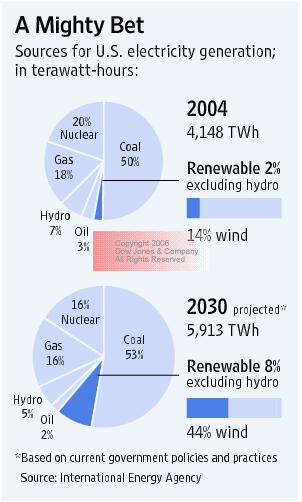 A Mighty Bet
Sources for U.S. electricity generation;
in terawatt-hours:
2004
4,148 TWh
20%
Nuclear
Coal
50%
Gas
18%
Hydro
7%
Oil
3%
Renewable 2%
excluding hydro
14% wind
Copyright 2006
Dow Jones & Company
All Rights Reserved
2030 projected*
5,913 TWh
16%
Nuclear
Coal
53%
Gas
16%
Hydro
5%
Oil
2%
Renewable 8%
excluding hydro
44% wind
*Based on current government policies and practices
Source: International Energy Agency